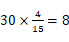 30 × 4/15 = 8